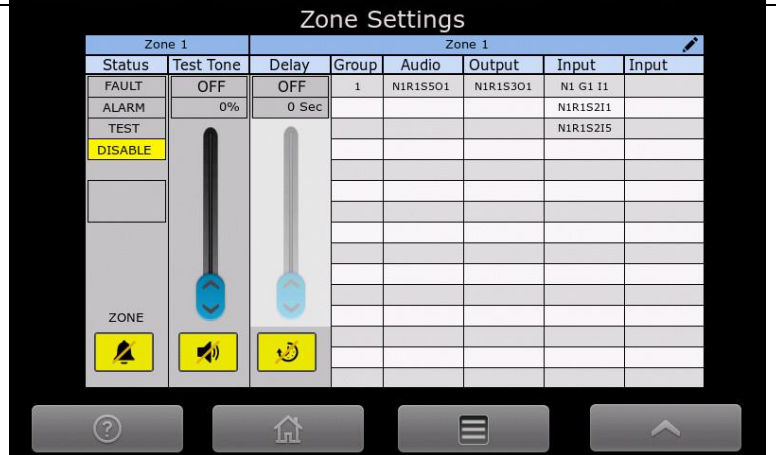 Zone Settings
Zone 1 Zone 1
Status Test Tone Delay Group Audio Output Input Input
FAULT OFF OFF 1 N1R1S5O1 N1R1S3O1 N1 G1 I1
ALARM 0% 0 Sec N1R1S2I1
TEST N1R1S2I5
DISABLE
ZONE
?